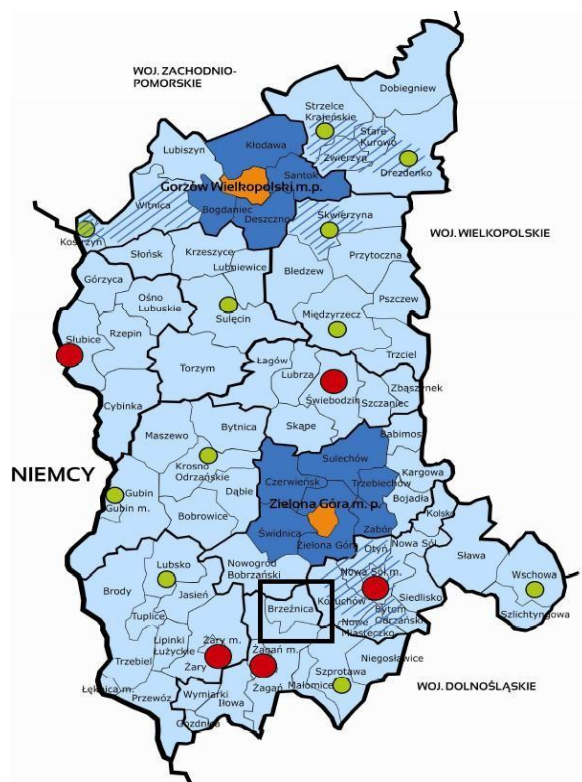 WOJ. ZACHODNIO-
POMORSKIE
Dobiegniew
Strzelce
Krajeńskie
Stare
Kurowo
Zwierzyn
Drezdenko
Kłodawa
Lubiszyn
Santok
Gorzów Wielkopolski m.p.
Witnica
Bogdaniec
Deszczno
Skwierzyna
Kostrzyn
WOJ. WIELKOPOLSKIE
Słońsk
Krzeszyce
Lubniewice
Bledzew
Przytoczna
Górzyca
Ośno
Lubuskie
Sulęcin
Pszczew
Międzyrzecz
Słubice
Rzepin
Torzym
Łagów
Lubrza
Trzciel
Zbąszynek
Świebodzin
Szczaniec
Cybinka
Skąpe
Babimost
Maszewo
Bytnica
Sulechów
NIEMCY
Krosno
Odrzańskie
Kargowa
Czerwieńsk
Trzebiechów
Bojadła
Gubin
Gubin m.
Dąbie
Zielona Góra m. p.
Kolsko
Bobrowice
Świdnica
Zielona Góra
Zabór
Otyń
Nowa Sól
Sława
Nowogród
Bobrzański
Lubsko
Nowa Sól m.
Wschowa
Brody
Jasień
Brzeźnica
Kożuchów
Siedlisko
Szlichtyngowa
Tuplice
Bytom
Odrzański
Nowe
Miasteczko
Lipinki
Łużyckie
Żary m.
Żagań m.
Trzebiel
Żary
Niegosławice
Szprotawa
Żagań
Małomice
WOJ. DOLNOŚLĄSKIE
Łęknica m.
Przewóz
Wymiarki
Iłowa
Gozdnica